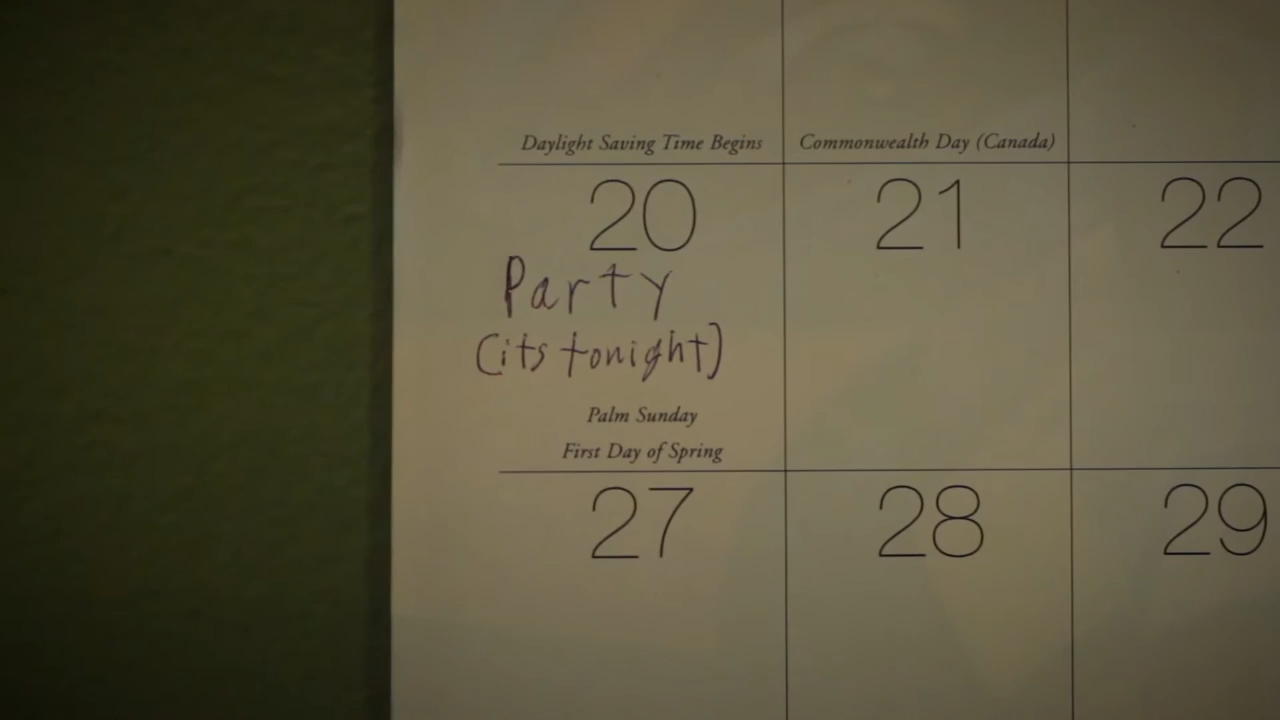 Daylight Saving Time Begins Commonwealth Day (Canada)
20 21 22
Party
(its tonight)
Palm Sunday
First Day of Spring
27 28 29